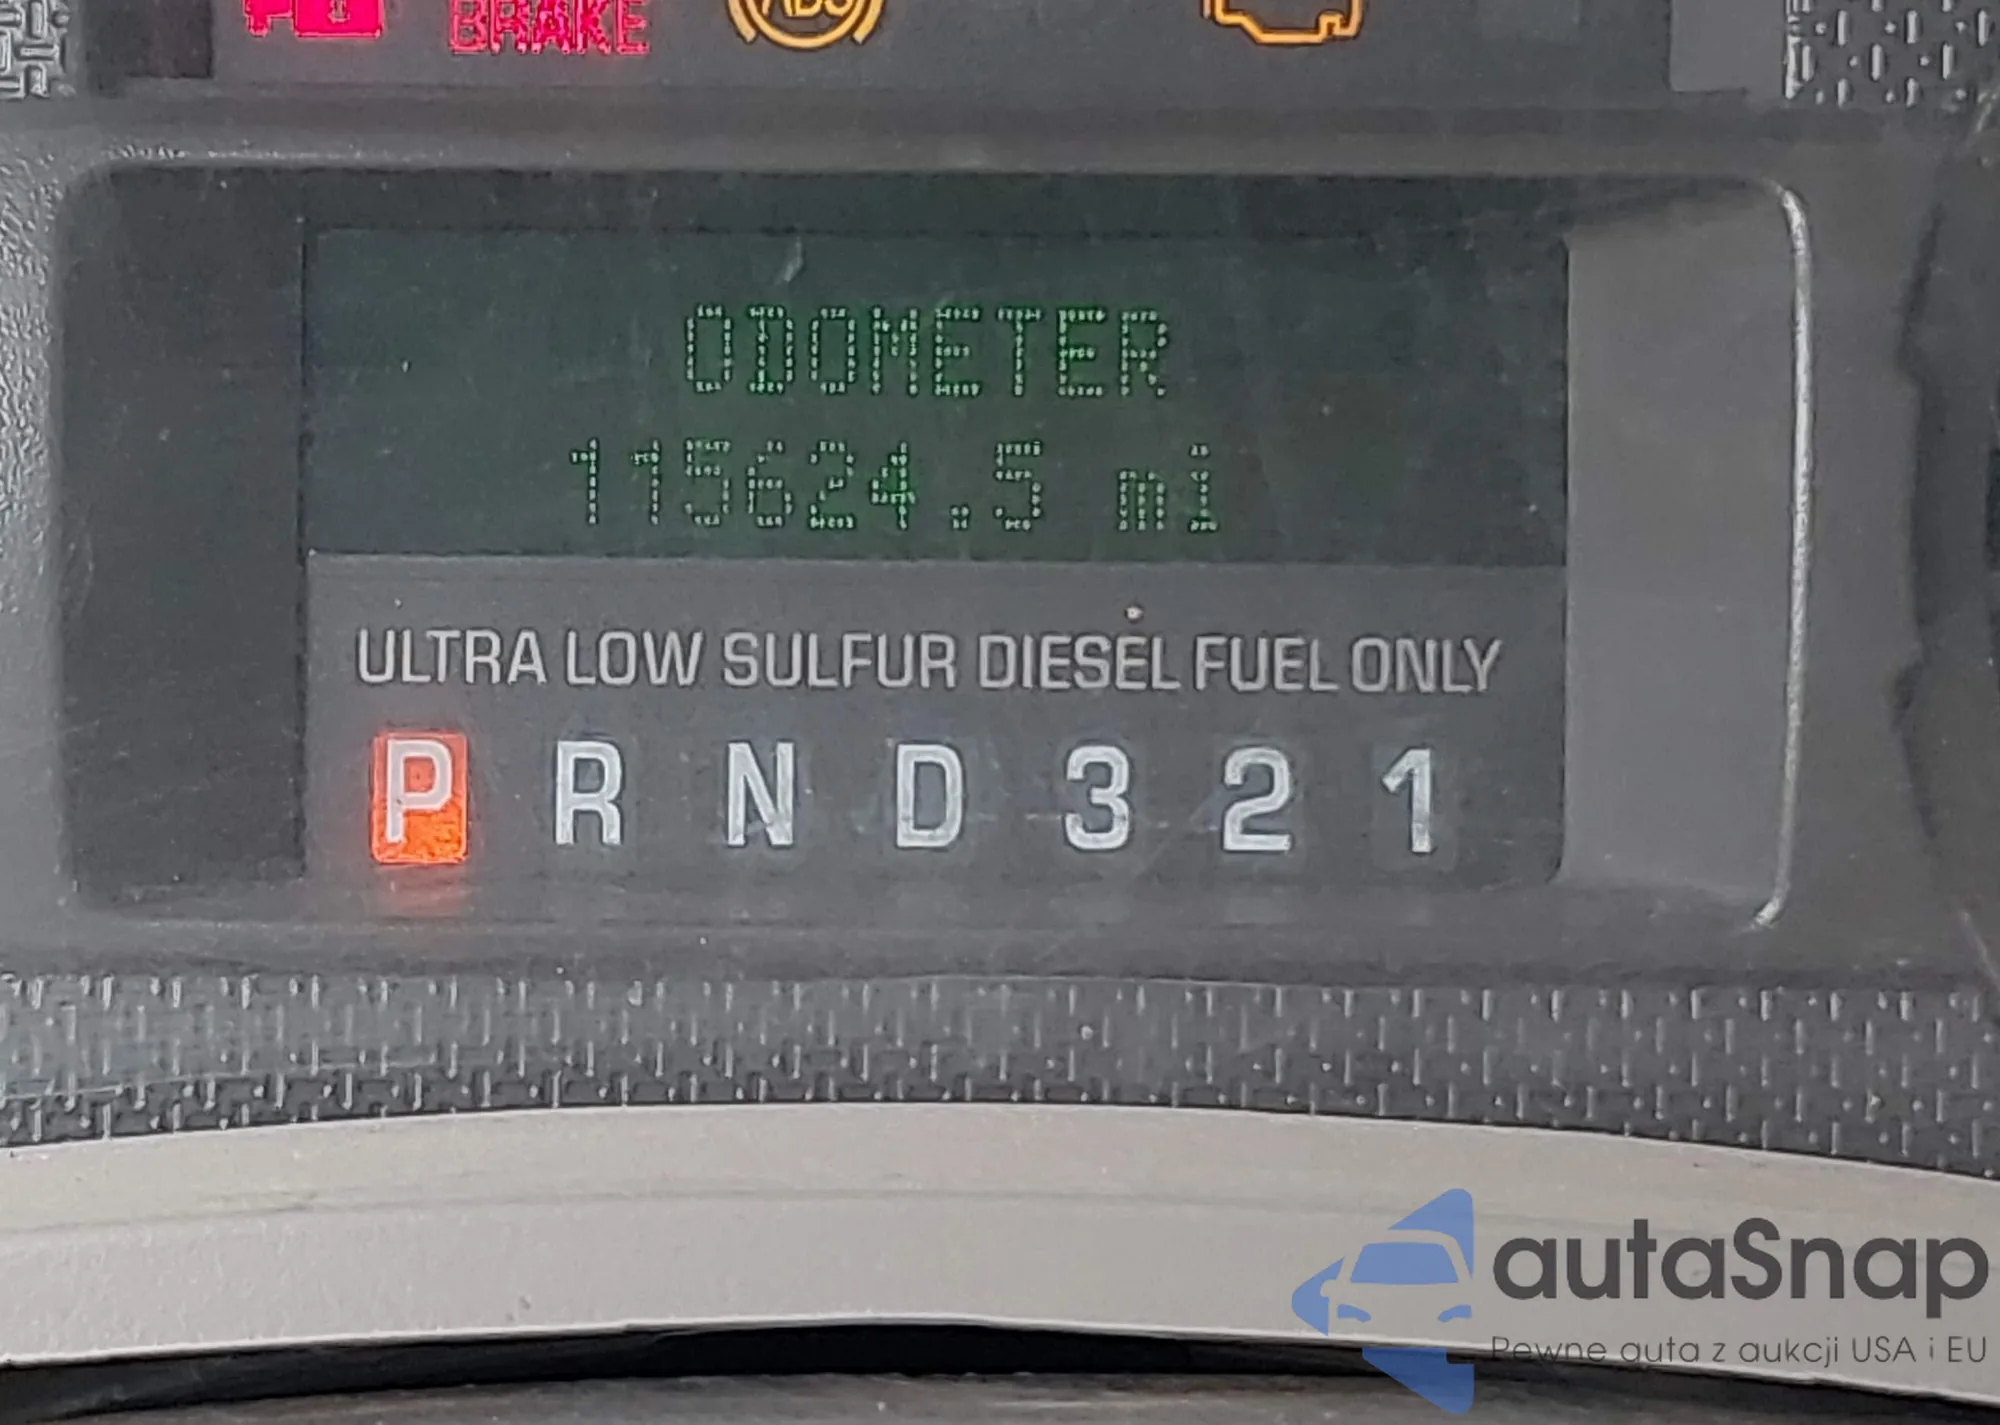 BRAKE
ABS
ODOMETER
115624.5 mi
ULTRA LOW SULFUR DIESEL FUEL ONLY
P R N D 3 2 1
autaSnap
Pewne auta z aukcji USA i EU